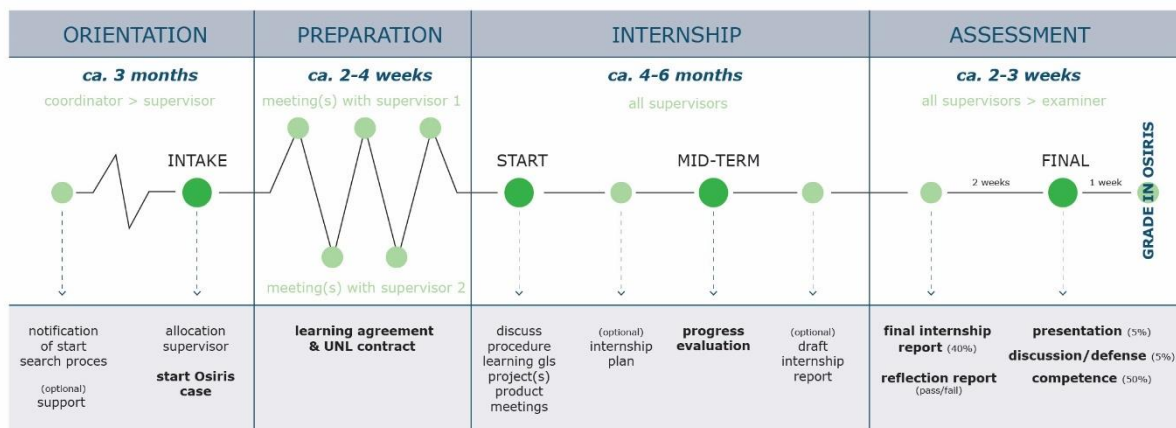 ORIENTATION
PREPARATION
INTERNSHIP
ASSESSMENT
ca. 3 months
ca. 2-4 weeks
ca. 4-6 months
ca. 2-3 weeks
coordinator > supervisor
meeting(s) with supervisor 1
all supervisors
all supervisors > examiner
INTAKE
START
MID-TERM
FINAL
2 weeks
1 week
GRADE IN OSIRIS
meeting(s) with supervisor 2
notification
of start
search proces
(optional)
support
allocation
supervisor
start Osiris
case
learning agreement
& UNL contract
discuss
procedure
learning gls
project(s)
product
meetings
(optional)
internship
plan
progress
evaluation
(optional)
draft
internship
report
final internship
report (40%)
reflection report
(pass/fail)
presentation (5%)
discussion/defense (5%)
competence (50%)